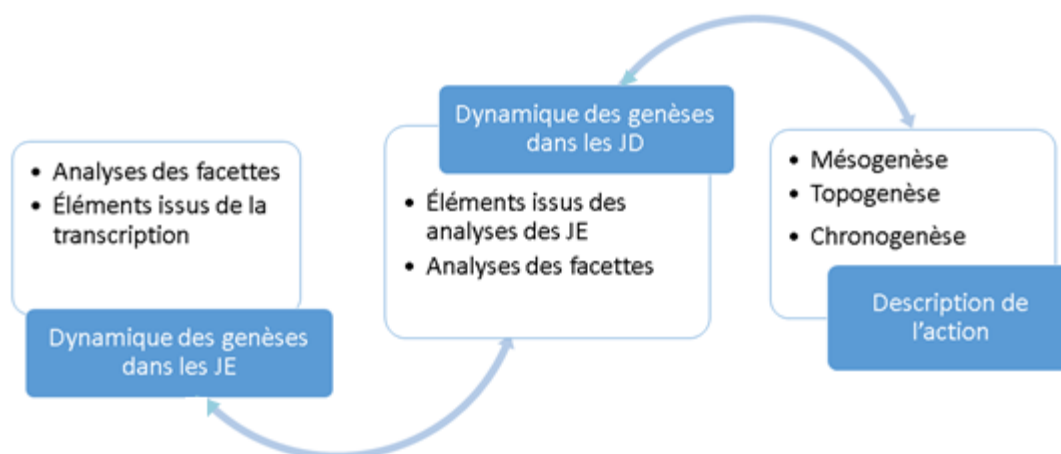 • Analyses des facettes
• Éléments issus de la
transcription
Dynamique des genèses
dans les JE
Dynamique des genèses
dans les JD
• Éléments issus des
analyses des JE
• Analyses des facettes
• Mésogenèse
• Topogenèse
• Chronogenèse
Description de
l'action